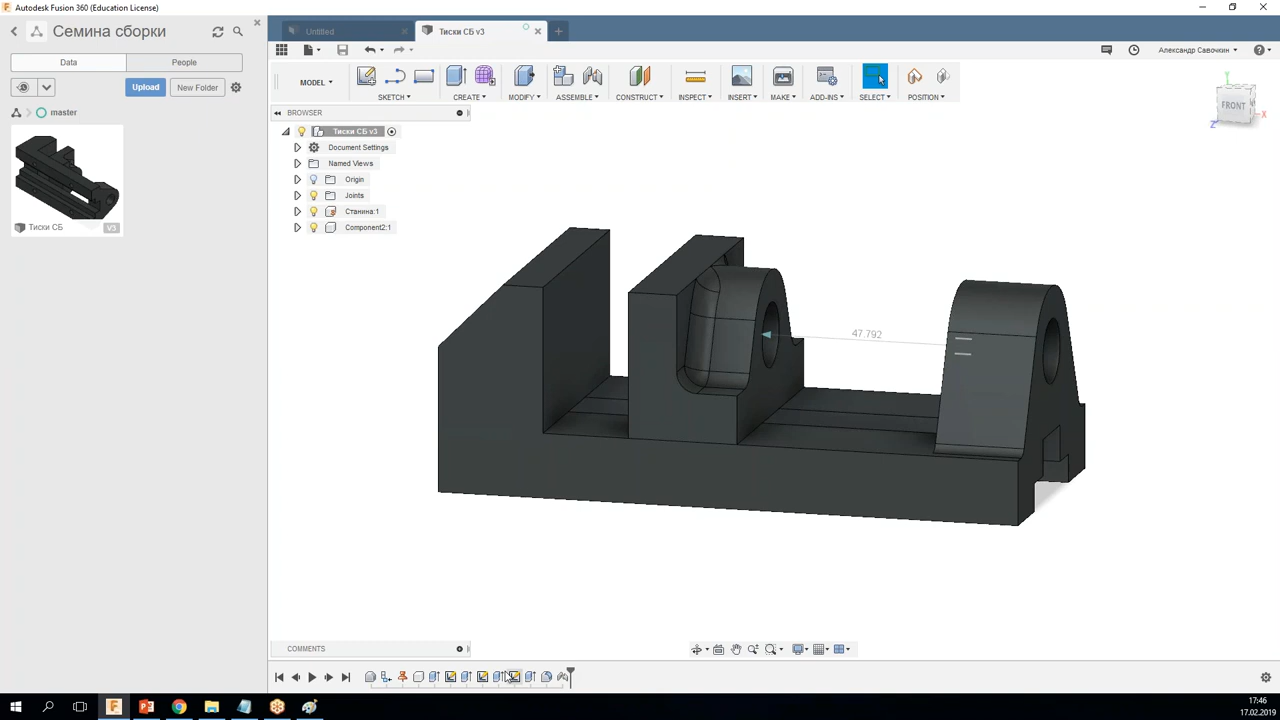 Autodesk Fusion 360 (Education License)
Семина сборки
Untitled
Тиски СБ v3
Data
People
Александр Савочкин
Upload
New Folder
MODEL
SKETCH
CREATE
MODIFY
ASSEMBLE
CONSTRUCT
INSPECT
INSERT
MAKE
ADD-INS
SELECT
POSITION
FRONT
X
Y
Z
master
BROWSER
Тиски СБ v3
Document Settings
Named Views
Origin
Joints
Станина:1
Component2:1
Тиски СБ
V3
47.792
COMMENTS
17:46
17.02.2019